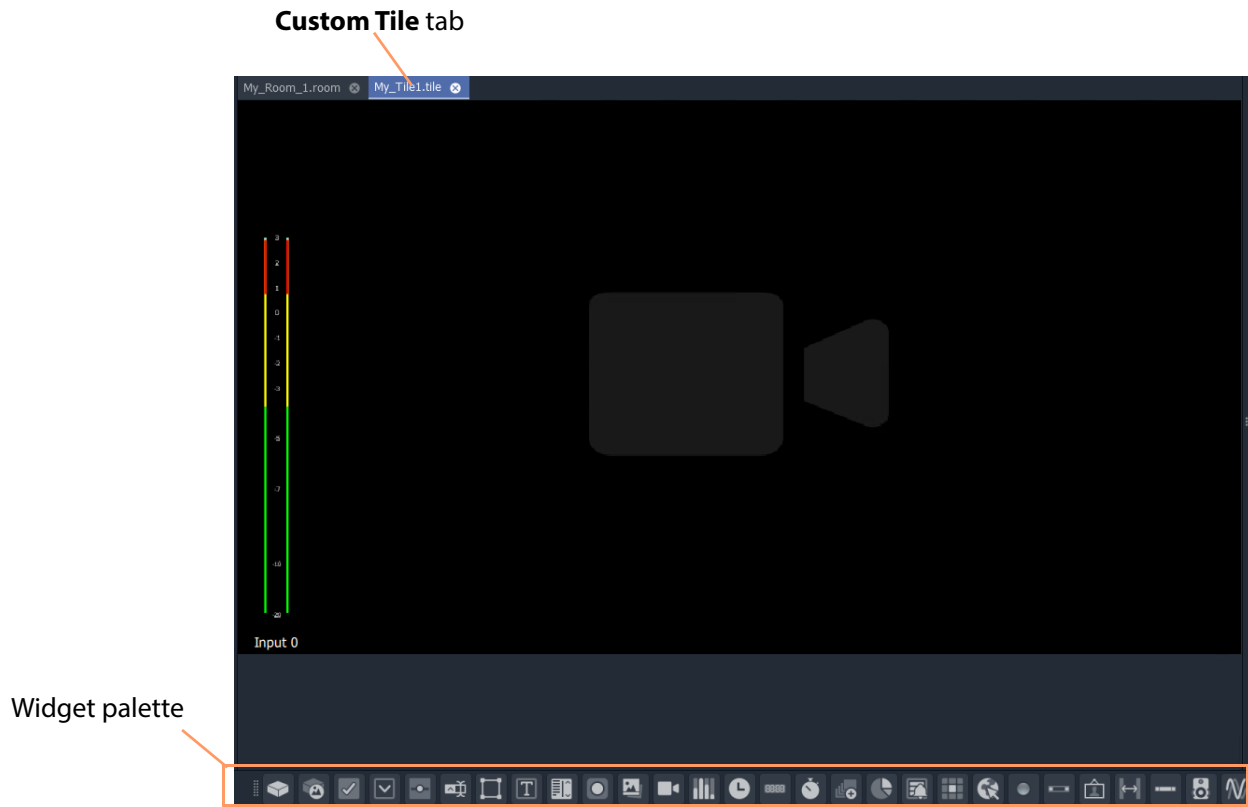 Custom Tile tab
My_Room_1.room
My_Tile1.tile
3
2
1
0
-1
-2
-3
-5
-7
-10
-20
Input 0
Widget palette
T